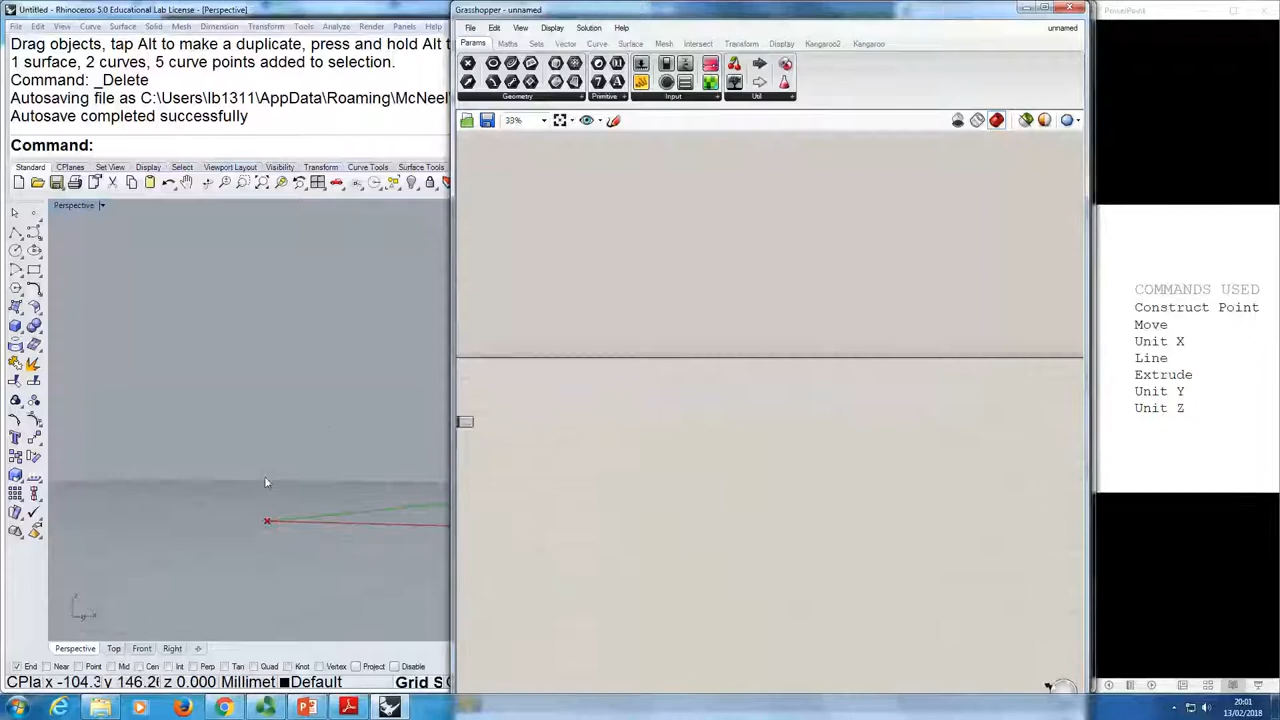 Untitled - Rhinoceros 5.0 Educational Lab License - [Perspective]
File Edit View Curve Surface Solid Mesh Dimension Transform Tools Analyze Render Panels Help
Drag objects, tap Alt to make a duplicate, press and hold Alt t
1 surface, 2 curves, 5 curve points added to selection.
Command: _Delete
Autosaving file as C:\Users\lb1311\AppData\Roaming\McNeel\
Autosave completed successfully
Command:
Standard CPlanes Set View Display Select Viewport Layout Visibility Transform Curve Tools Surface Tools
Perspective
Perspective Top Front Right
End Near Point Mid Cen Int Perp Tan Quad Knot Vertex Project Disable
CPla x -104.3 y 146.26 z 0.000 Millimet Default Grid S
Grasshopper - unnamed
File Edit View Display Solution Help unnamed
Params Maths Sets Vector Curve Surface Mesh Intersect Transform Display Kangaroo2 Kangaroo
Geometry Primitive Input Util
33%
PowerPoint
COMMANDS USED
Construct Point
Move
Unit X
Line
Extrude
Unit Y
Unit Z
20:01
13/02/2018